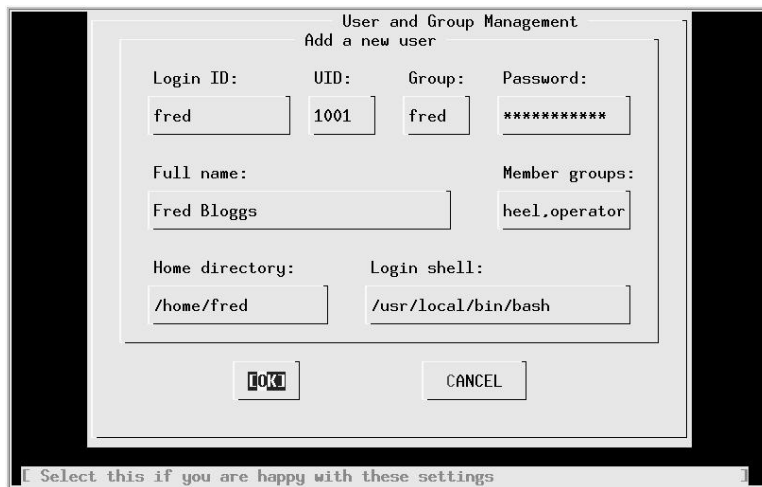 User and Group Management
Add a new user
Login ID: UID: Group: Password:
fred 1001 fred ***********
Full name: Member groups:
Fred Bloggs heel,operator
Home directory: Login shell:
/home/fred /usr/local/bin/bash
[OK] CANCEL
[ Select this if you are happy with these settings ]